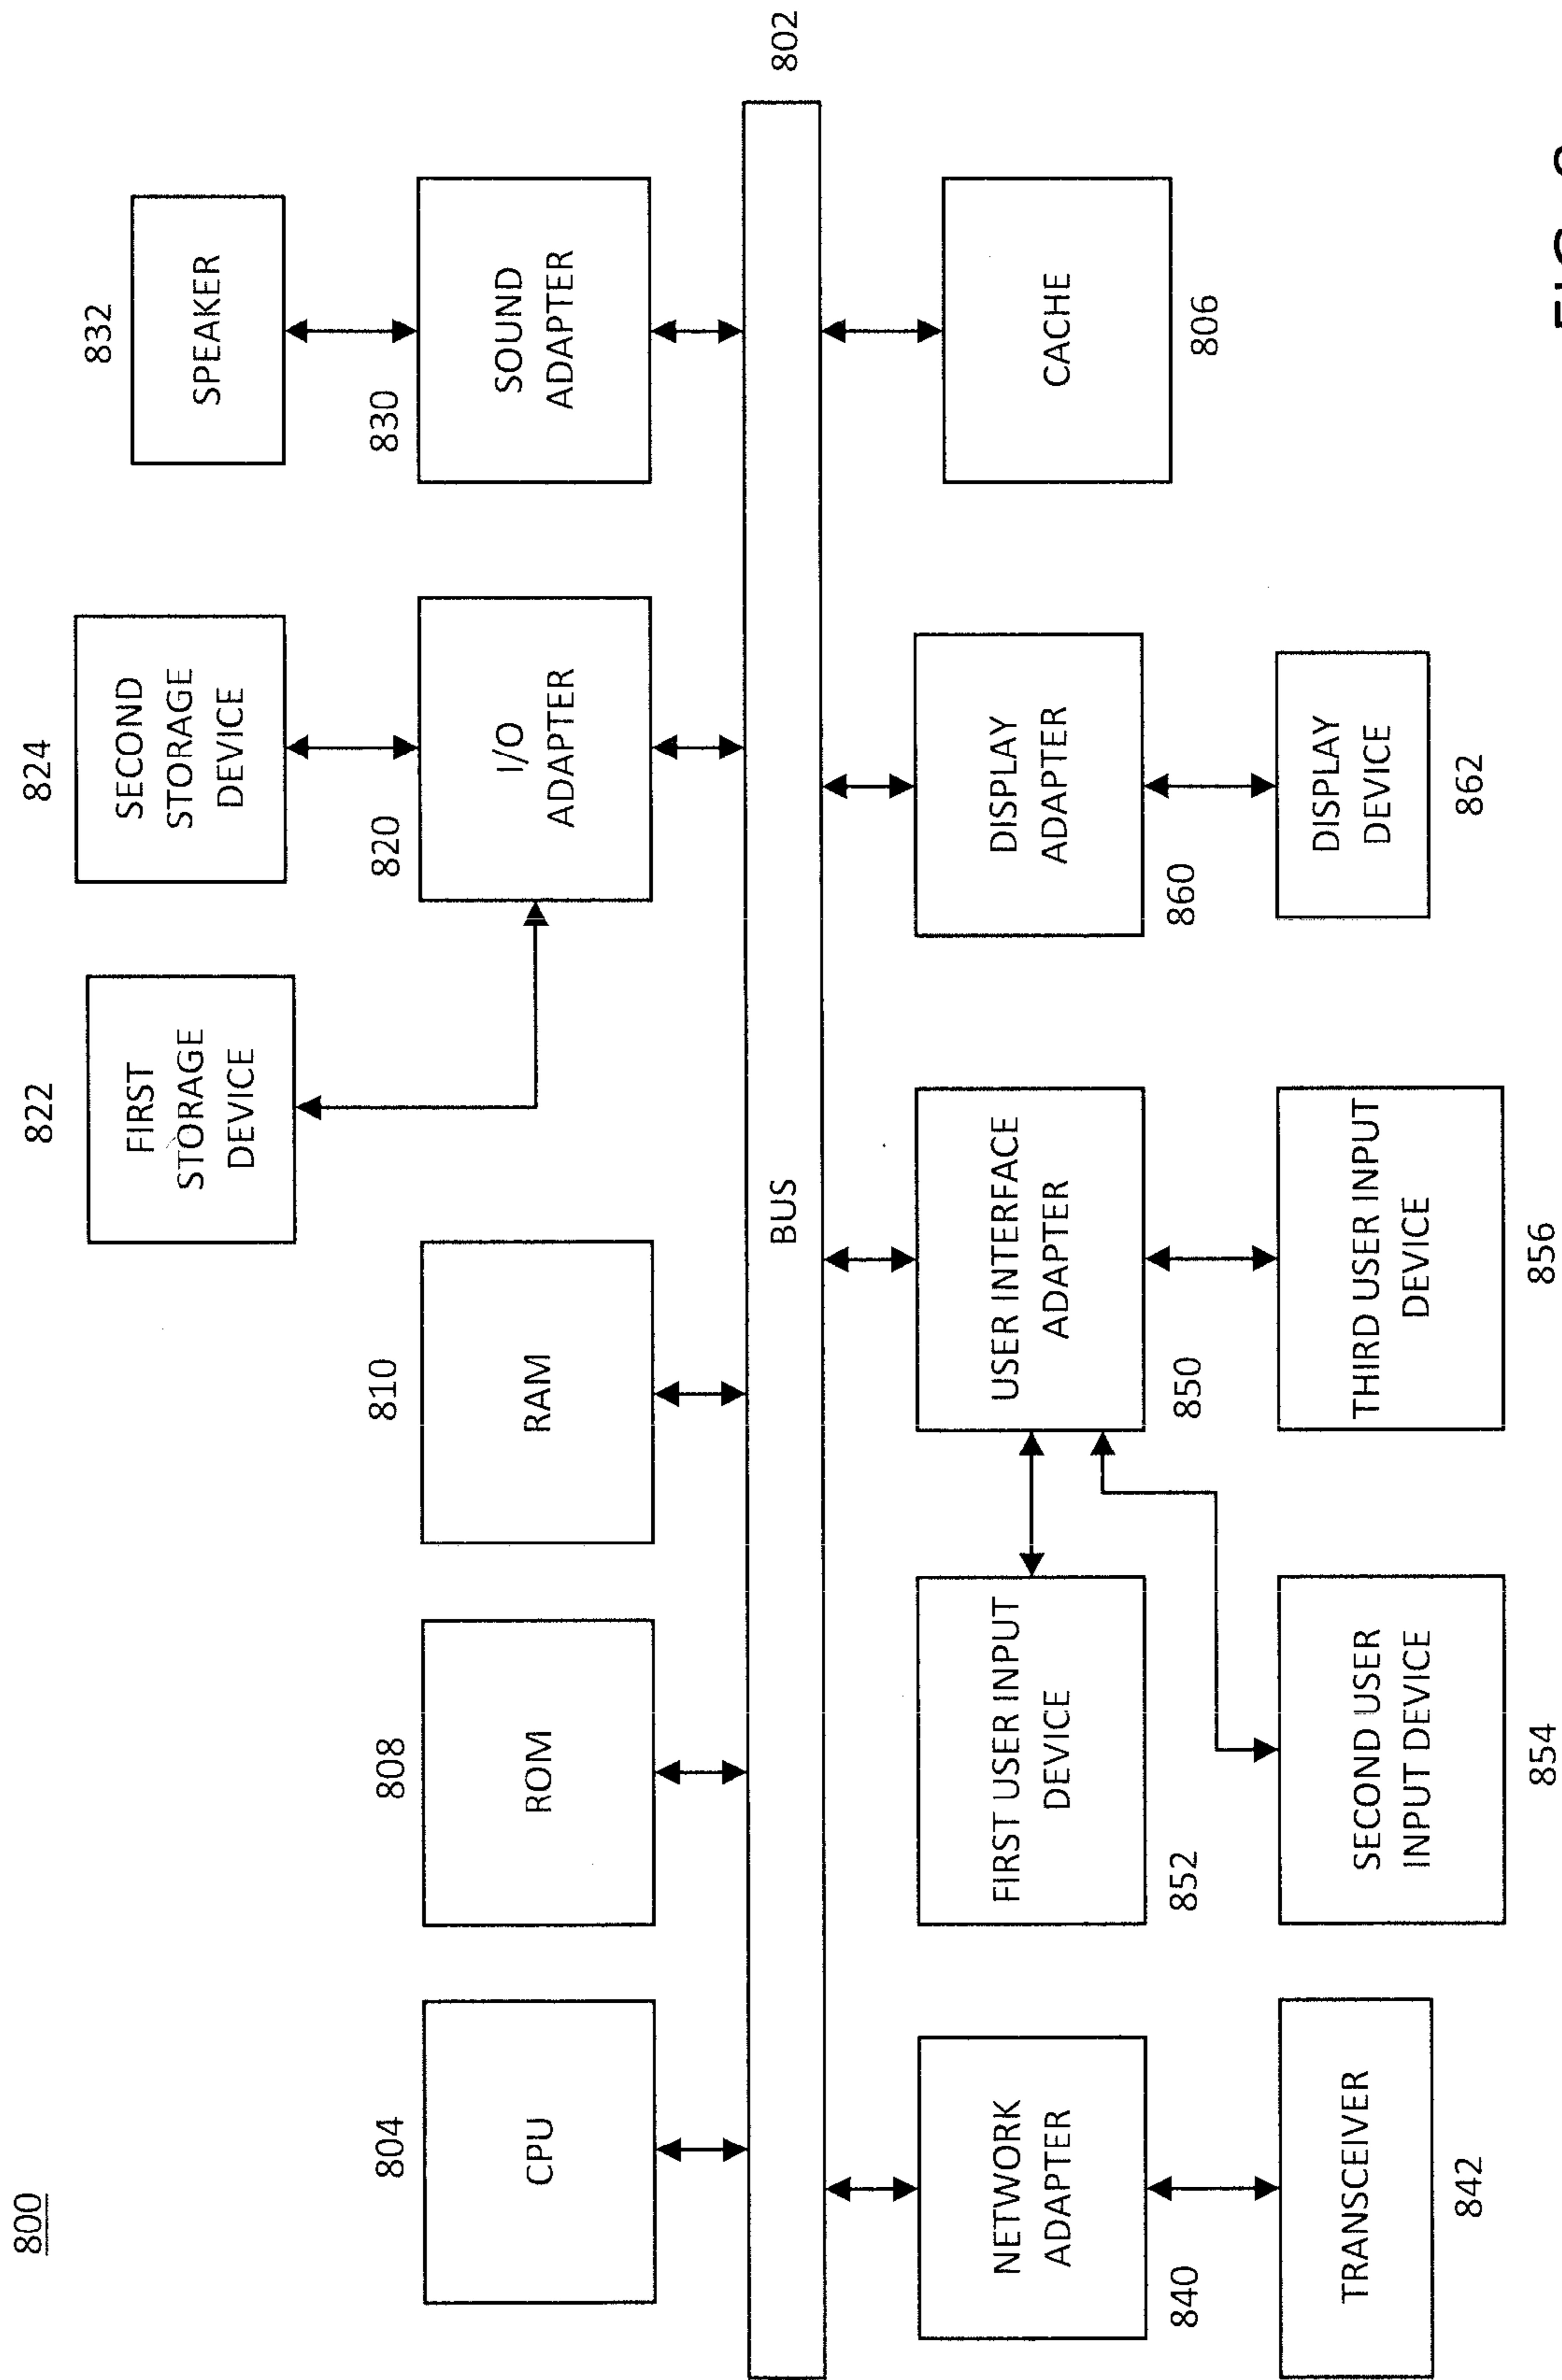 800
822
FIRST
STORAGE
DEVICE
824
SECOND
STORAGE
DEVICE
832
SPEAKER
804
CPU
808
ROM
810
RAM
820
I/O
ADAPTER
830
SOUND
ADAPTER
BUS
802
NETWORK
ADAPTER
840
FIRST USER INPUT
DEVICE
852
USER INTERFACE
ADAPTER
850
DISPLAY
ADAPTER
860
CACHE
806
TRANSCEIVER
842
SECOND USER
INPUT DEVICE
854
THIRD USER INPUT
DEVICE
856
DISPLAY
DEVICE
862
FIG